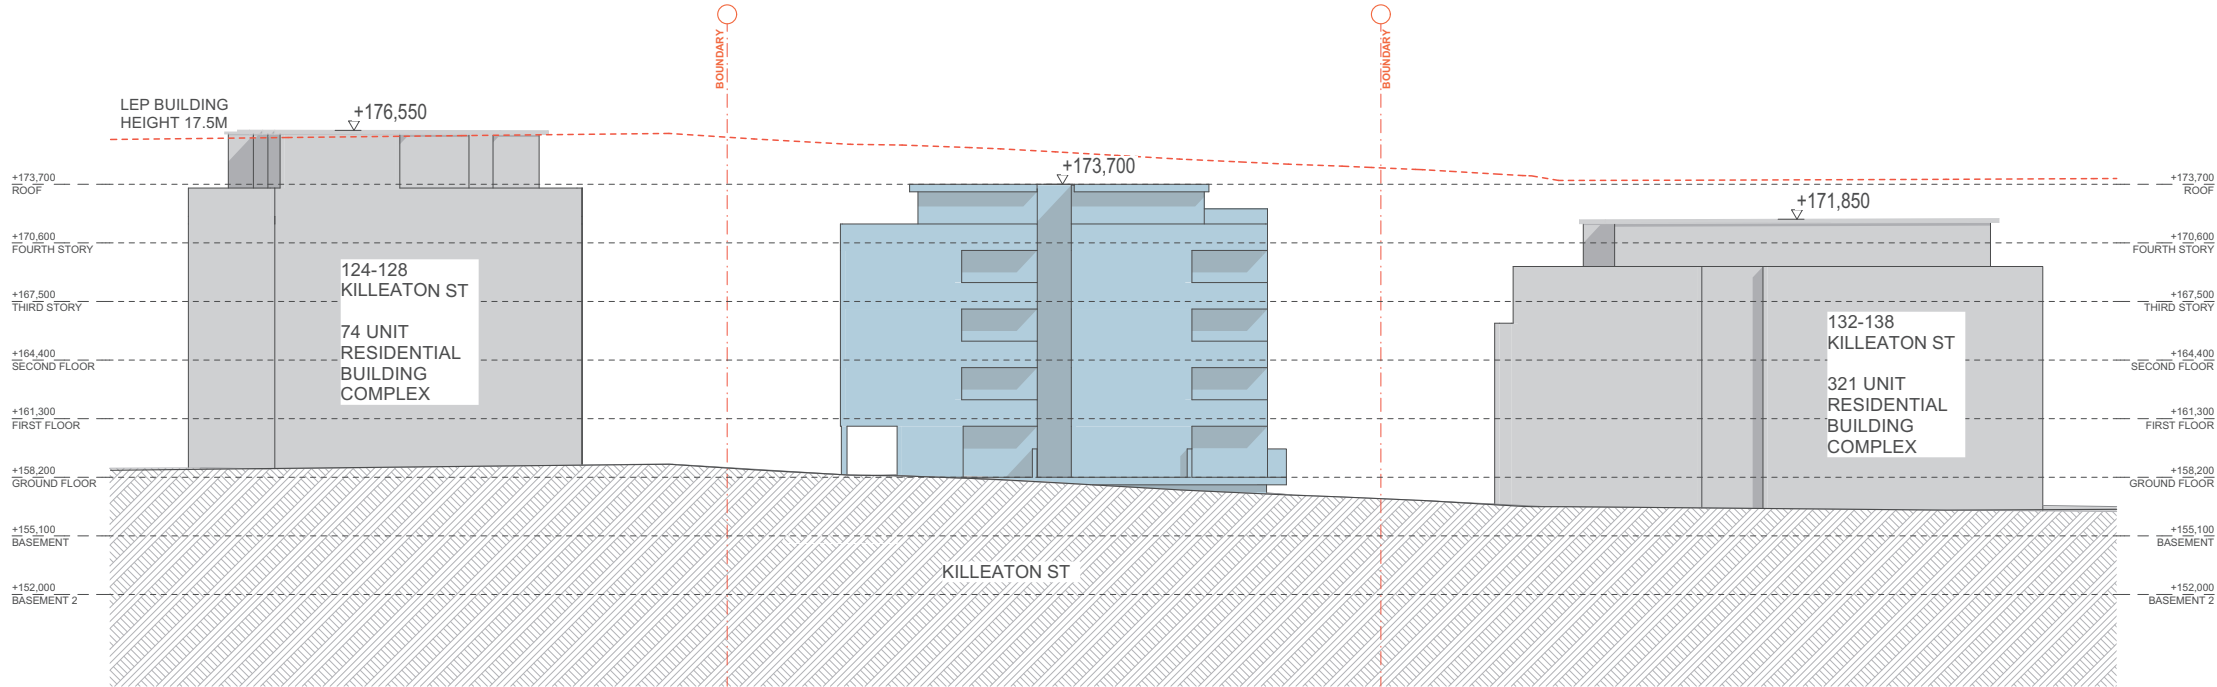 BOUNDARY
BOUNDARY
LEP BUILDING
HEIGHT 17.5M
+176,550
+173,700
+171,850
+173,700
ROOF
+170,600
FOURTH STORY
+167,500
THIRD STORY
+164,400
SECOND FLOOR
+161,300
FIRST FLOOR
+158,200
GROUND FLOOR
+155,100
BASEMENT
+152,000
BASEMENT 2
124-128
KILLEATON ST
74 UNIT
RESIDENTIAL
BUILDING
COMPLEX
KILLEATON ST
132-138
KILLEATON ST
321 UNIT
RESIDENTIAL
BUILDING
COMPLEX
+173,700
ROOF
+170,600
FOURTH STORY
+167,500
THIRD STORY
+164,400
SECOND FLOOR
+161,300
FIRST FLOOR
+158,200
GROUND FLOOR
+155,100
BASEMENT
+152,000
BASEMENT 2